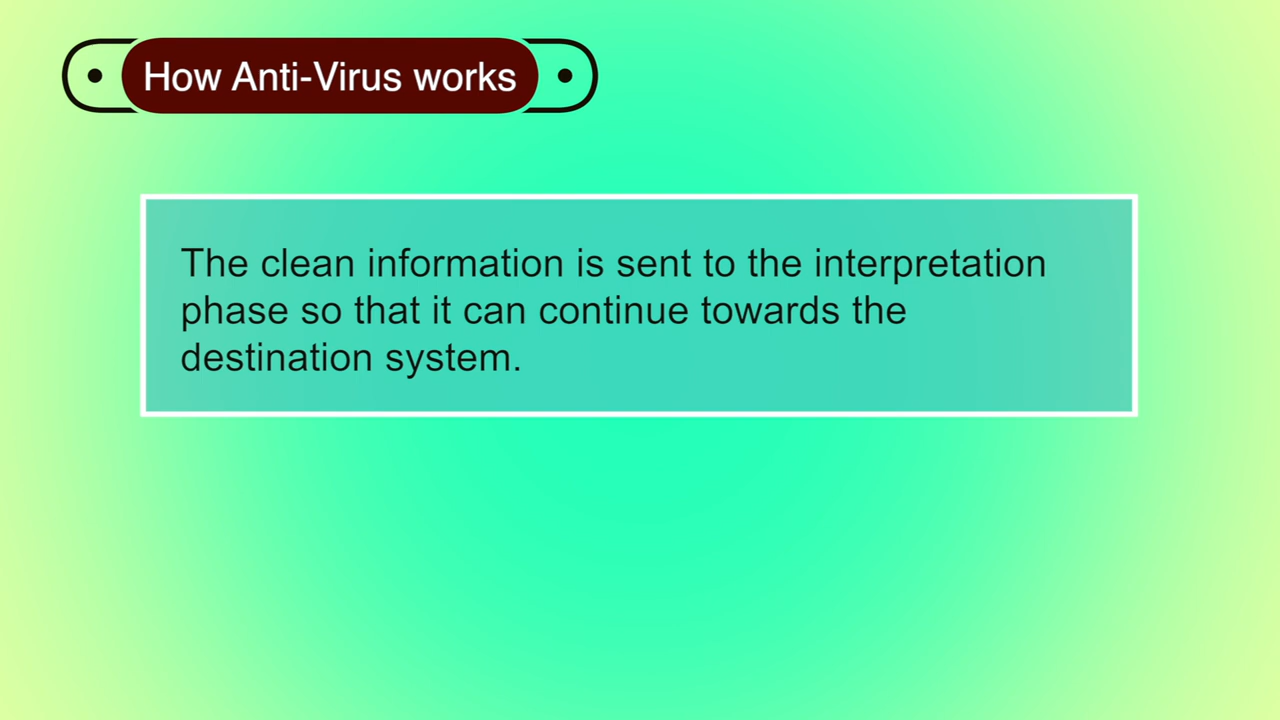 How Anti-Virus works
The clean information is sent to the interpretation
phase so that it can continue towards the
destination system.